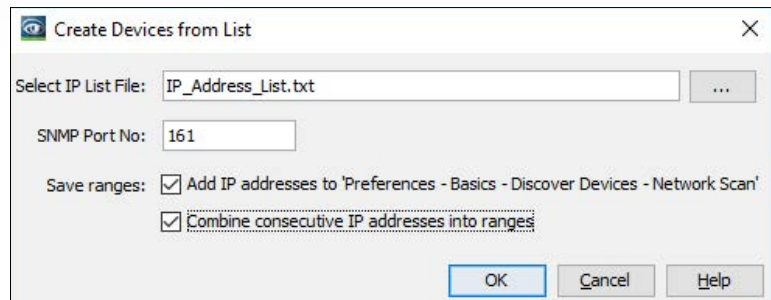 Create Devices from List
Select IP List File: IP_Address_List.txt ...
SNMP Port No: 161
Save ranges: Add IP addresses to 'Preferences - Basics - Discover Devices - Network Scan'
Combine consecutive IP addresses into ranges
OK Cancel Help